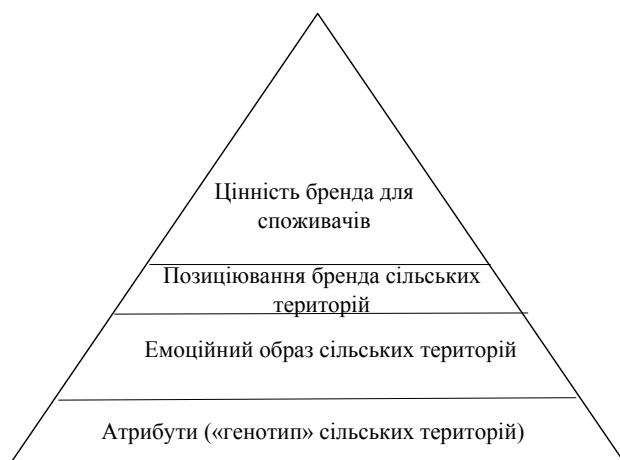 Цінність бренда для
споживачів
Позиціювання бренда сільських
територій
Емоційний образ сільських територій
Атрибути («генотип» сільських територій)